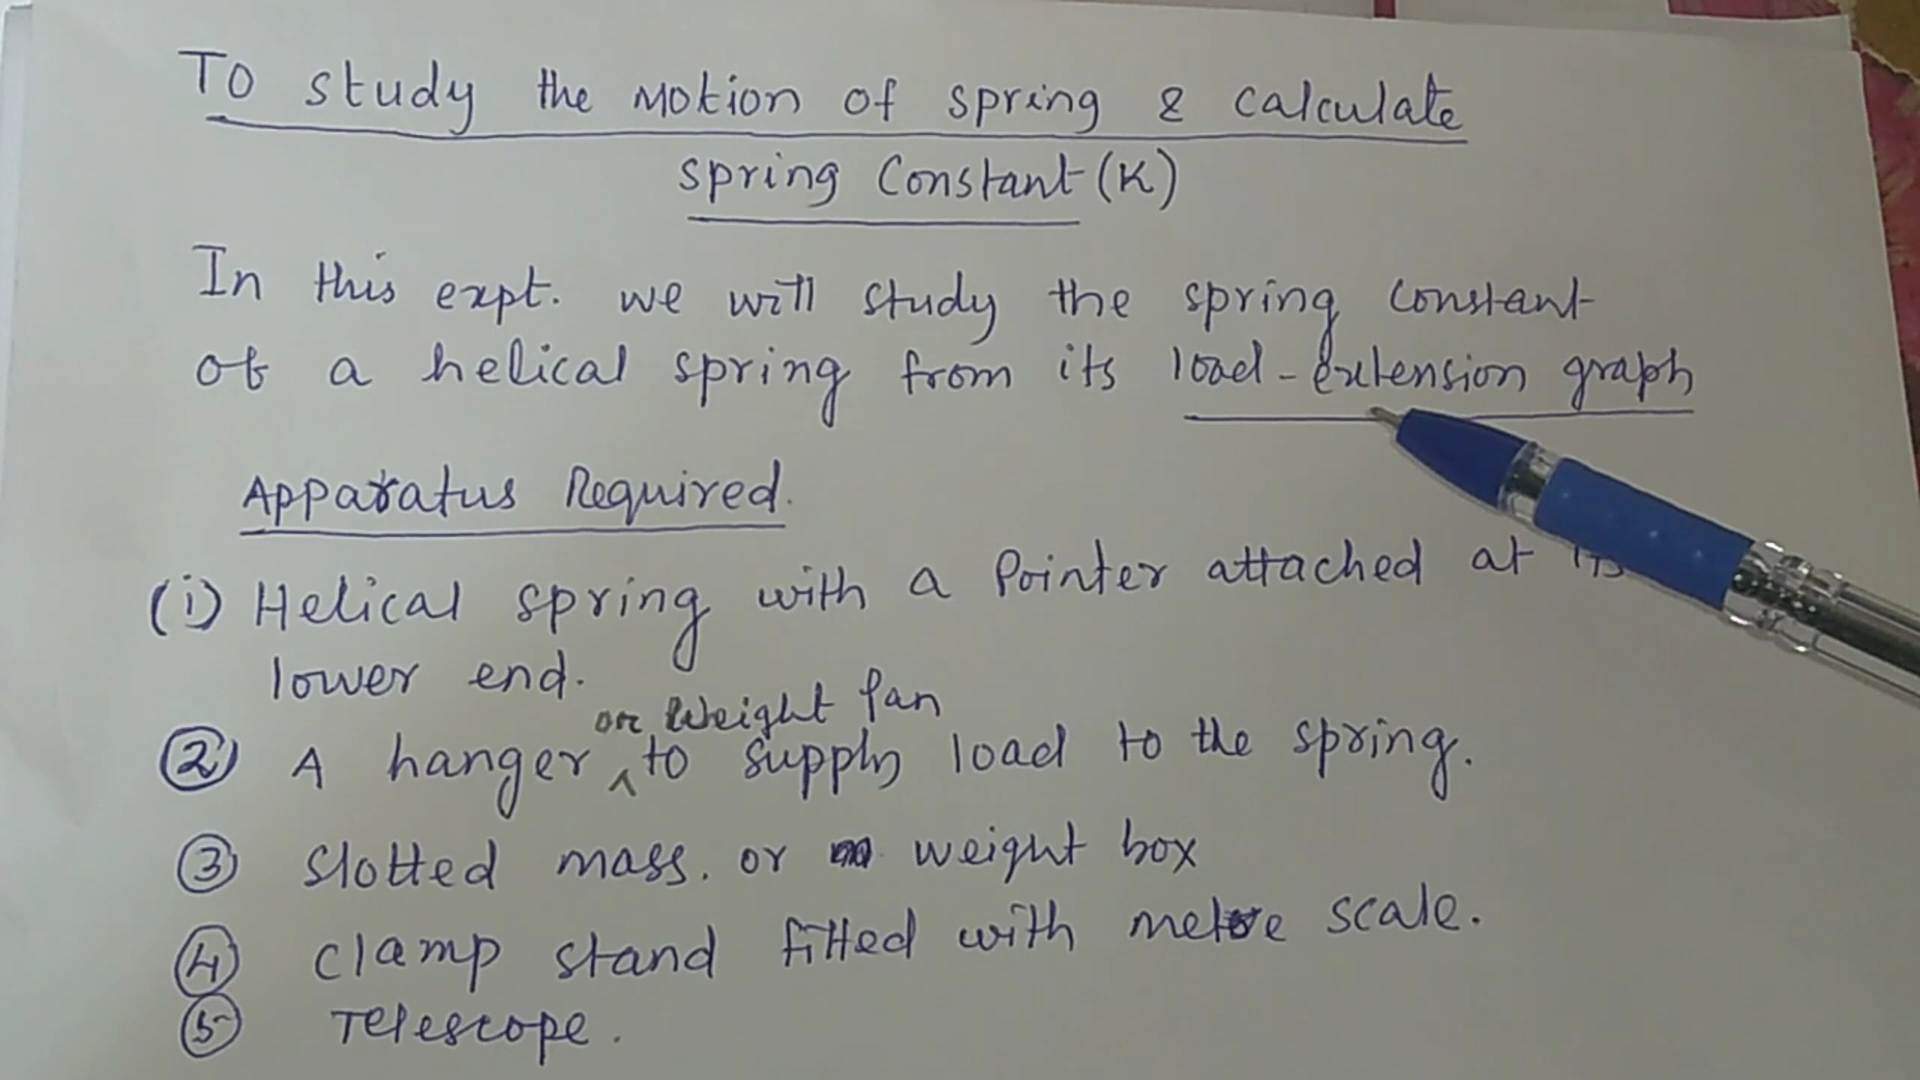 To study the motion of spring & calculate
spring Constant (K)
In this expt. we will study the spring constant
of a helical spring from its load-extension graph
Apparatus Required.
(i) Helical spring with a Pointer attached at its
lower end.
or Weight Pan
② A hanger ^ to supply load to the spring.
③ Slotted mass. or weight box
④ Clamp stand fitted with metre scale.
⑤ Telescope.